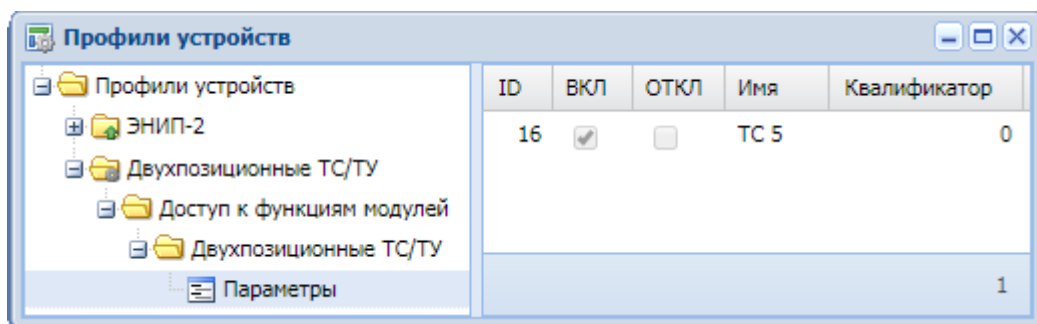 Профили устройств
Профили устройств
ЭНИП-2
Двухпозиционные ТС/ТУ
Доступ к функциям модулей
Двухпозиционные ТС/ТУ
Параметры
ID ВКЛ ОТКЛ Имя Квалификатор
16 ТС 5 0
1